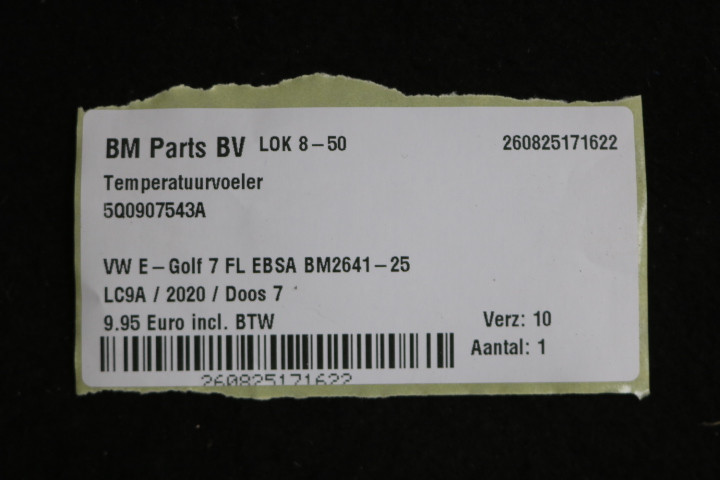 BM Parts BV LOK 8-50 260825171622
Temperatuurvoeler
5Q0907543A
VW E-Golf 7 FL EBSA BM2641-25
LC9A / 2020 / Doos 7
9.95 Euro incl. BTW Verz: 10
Aantal: 1
260825171622